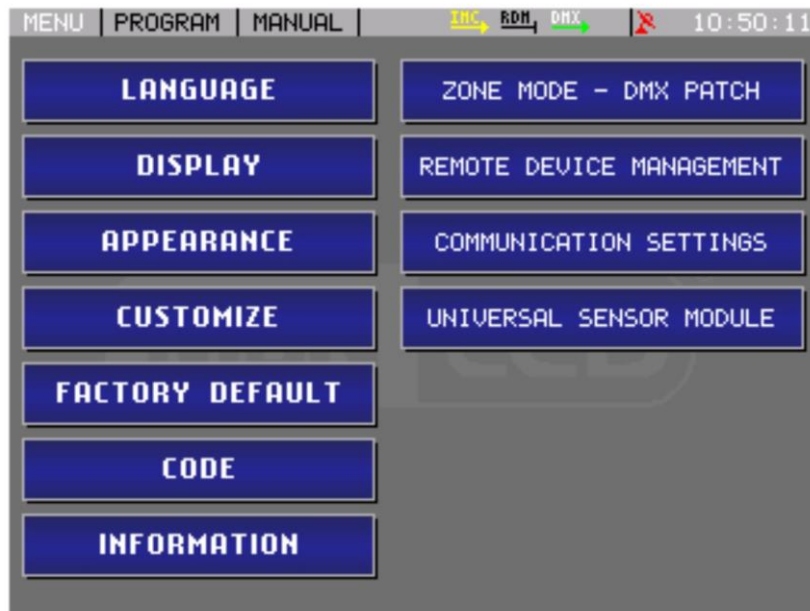 MENU | PROGRAM | MANUAL | IMC RDM DMX 10:50:11
LANGUAGE
DISPLAY
APPEARANCE
CUSTOMIZE
FACTORY DEFAULT
CODE
INFORMATION
ZONE MODE - DMX PATCH
REMOTE DEVICE MANAGEMENT
COMMUNICATION SETTINGS
UNIVERSAL SENSOR MODULE